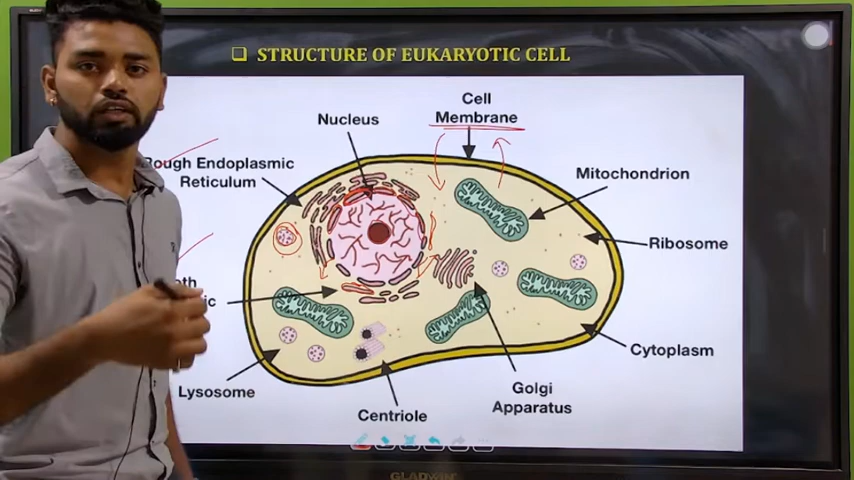 STRUCTURE OF EUKARYOTIC CELL
Cell
Membrane
Nucleus
Rough Endoplasmic
Reticulum
Mitochondrion
Ribosome
Cytoplasm
Golgi
Apparatus
Centriole
Lysosome